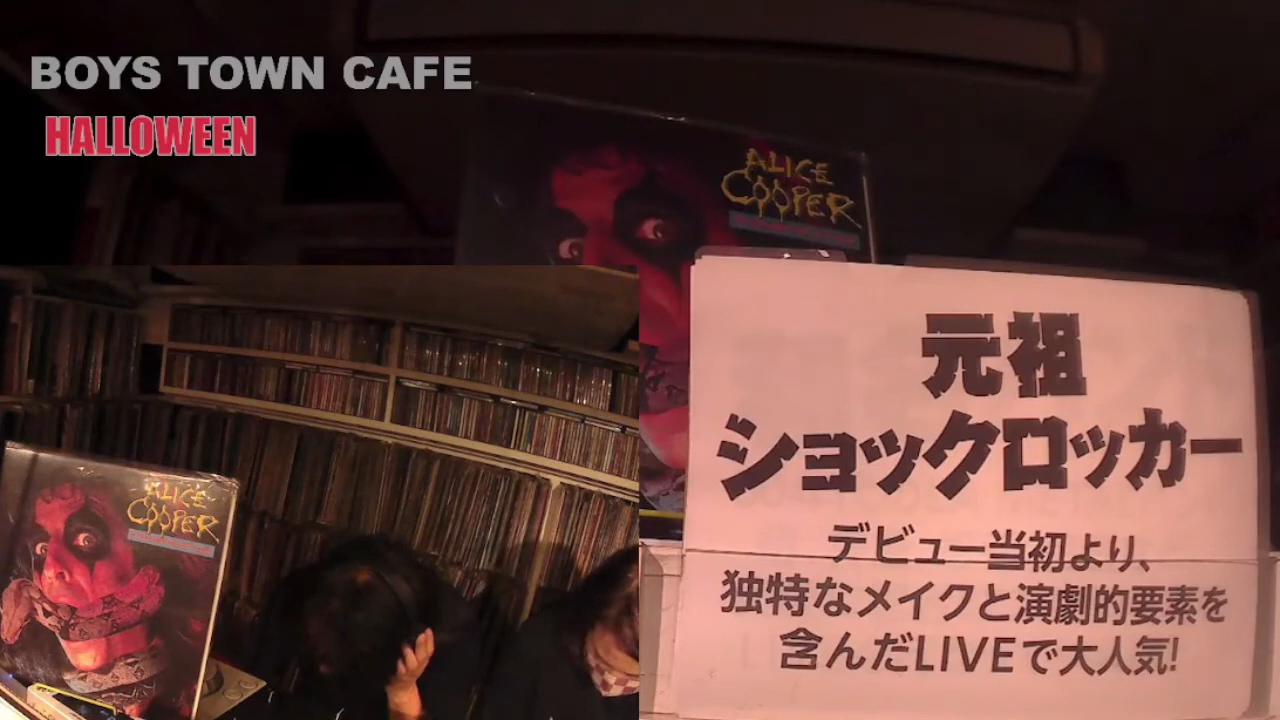 BOYS TOWN CAFE
HALLOWEEN
ALICE
COOPER
元祖
ショックロッカー
デビュー当初より、
独特なメイクと演劇的要素を
含んだLIVEで大人気!
ALICE
COOPER